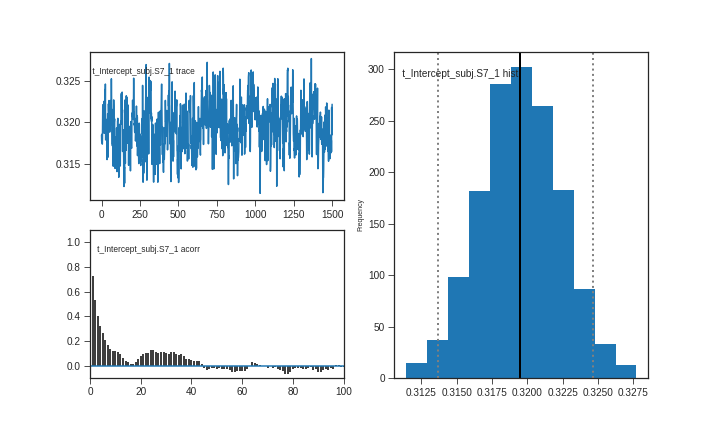 t_Intercept_subj.S7_1 trace
0.325
0.320
0.315
0 250 500 750 1000 1250 1500
t_Intercept_subj.S7_1 acorr
1.0
0.8
0.6
0.4
0.2
0.0
0 20 40 60 80 100
t_Intercept_subj.S7_1 hist
Frequency
300
250
200
150
100
50
0
0.3125 0.3150 0.3175 0.3200 0.3225 0.3250 0.3275